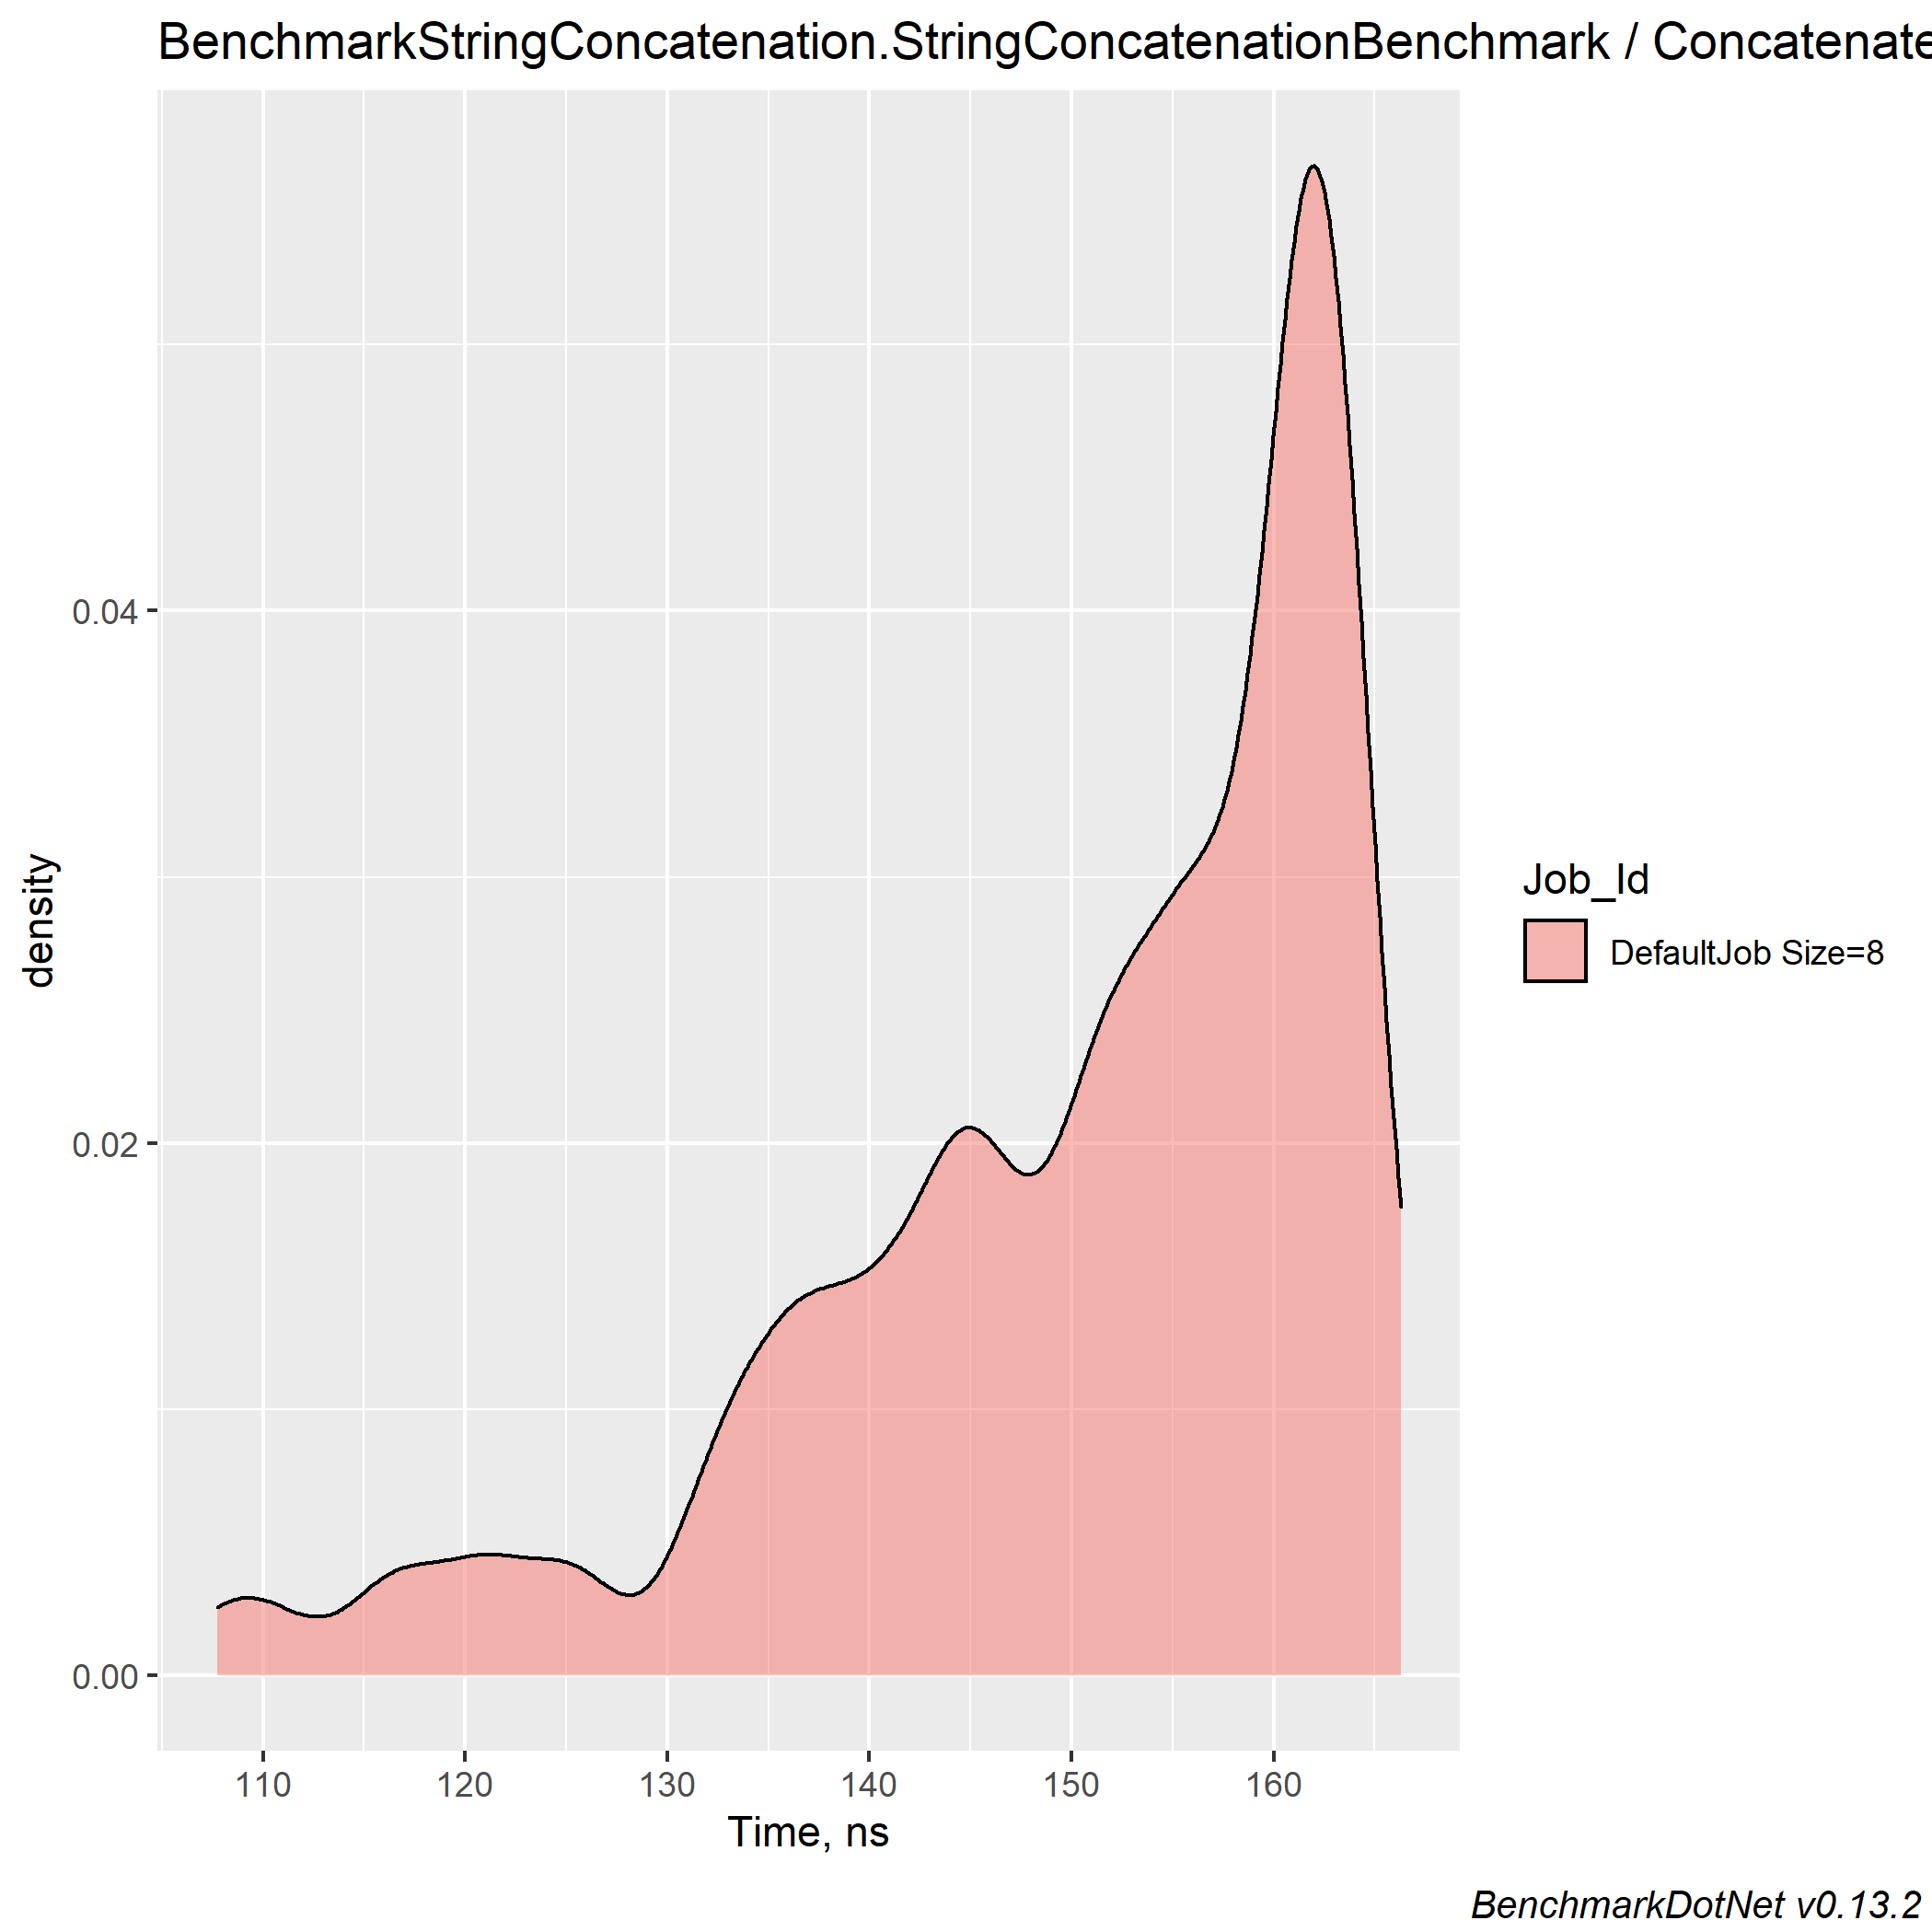 BenchmarkStringConcatenation.StringConcatenationBenchmark / Concatenate
0.04
0.02
0.00
density
110 120 130 140 150 160
Time, ns
Job_Id
DefaultJob Size=8
BenchmarkDotNet v0.13.2